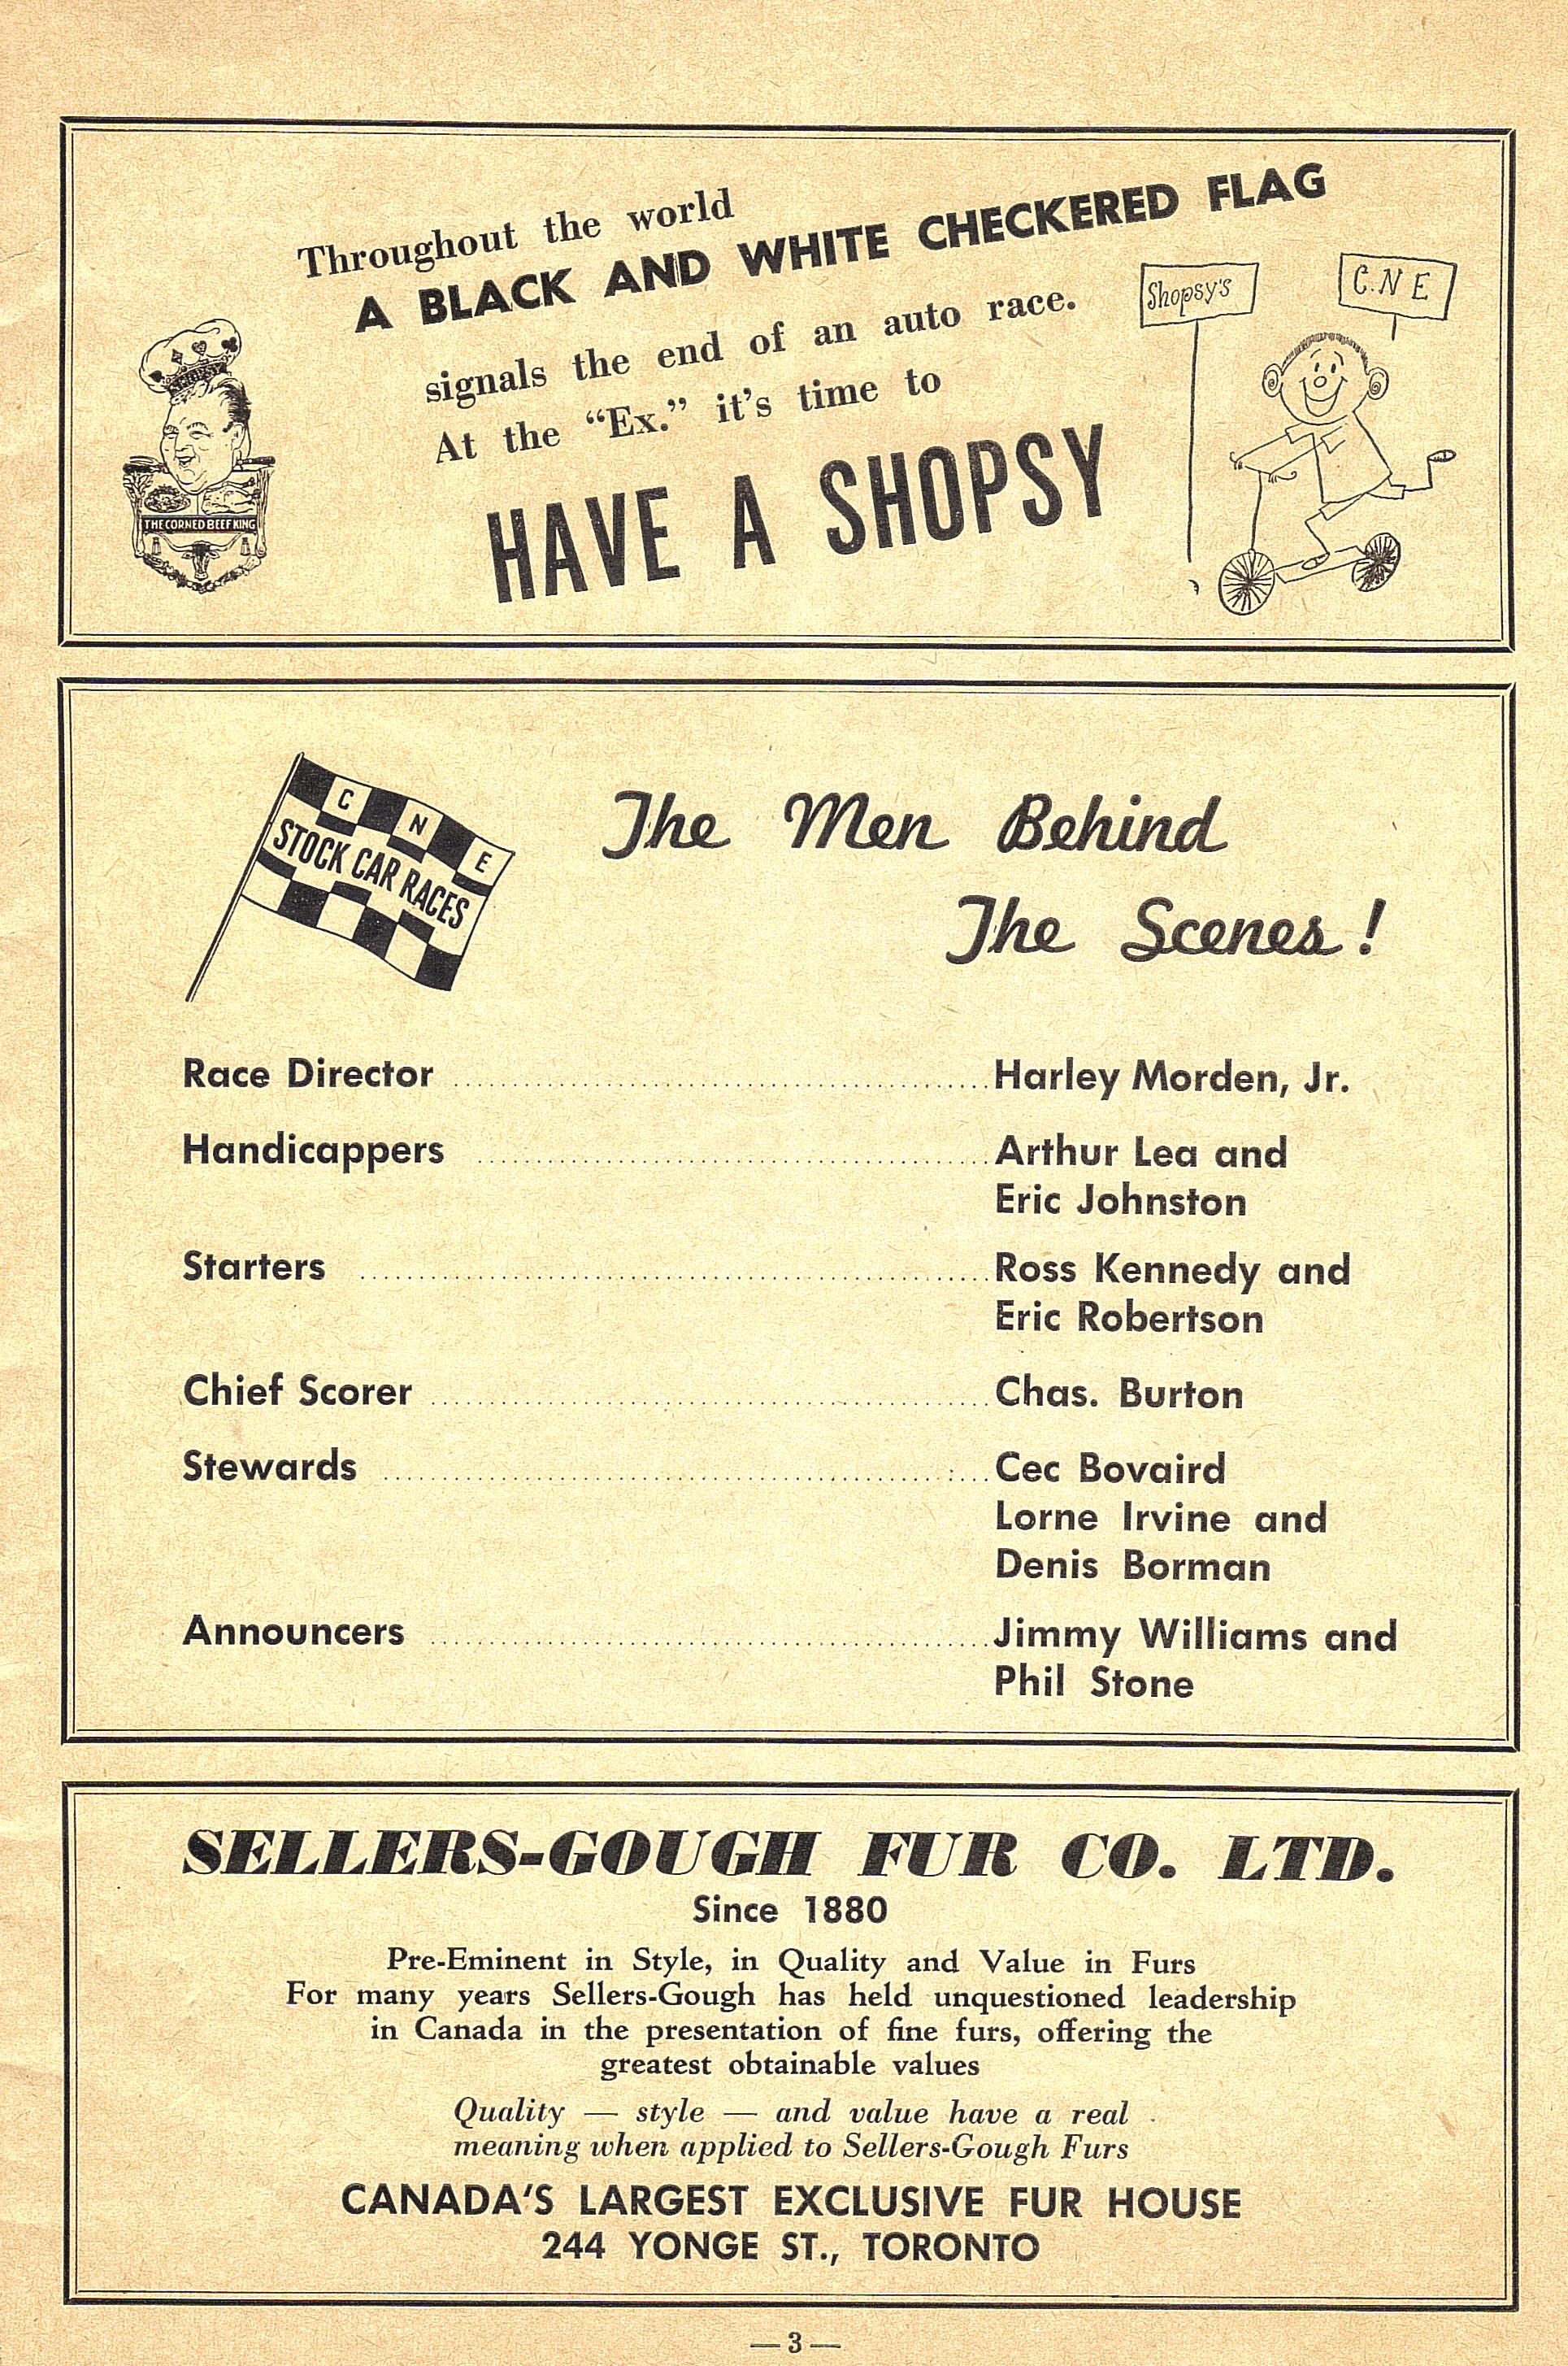 Throughout the world
A BLACK AND WHITE CHECKERED FLAG
signals the end of an auto race.
At the “Ex.” it’s time to
HAVE A SHOPSY
THE CORNED BEEF KING
Shopsy's
C.N E
C N E
STOCK CAR RACES
The Men Behind
The Scenes!
Race Director ........ Harley Morden, Jr.
Handicappers ........ Arthur Lea and
Eric Johnston
Starters ........ Ross Kennedy and
Eric Robertson
Chief Scorer ........ Chas. Burton
Stewards ........ Cec Bovaird
Lorne Irvine and
Denis Borman
Announcers ........ Jimmy Williams and
Phil Stone
SELLERS-GOUGH FUR CO. LTD.
Since 1880
Pre-Eminent in Style, in Quality and Value in Furs
For many years Sellers-Gough has held unquestioned leadership
in Canada in the presentation of fine furs, offering the
greatest obtainable values
Quality — style — and value have a real
meaning when applied to Sellers-Gough Furs
CANADA'S LARGEST EXCLUSIVE FUR HOUSE
244 YONGE ST., TORONTO
— 3 —